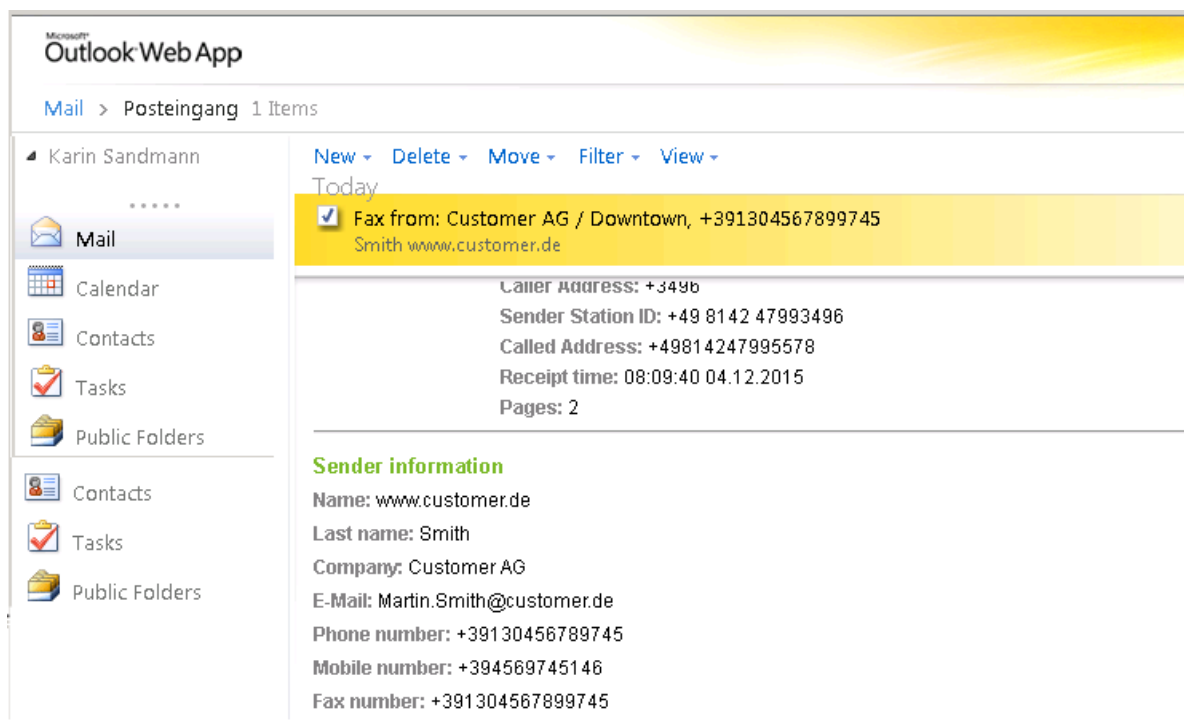 Microsoft®
Outlook Web App
Mail > Posteingang 1 Items
Karin Sandmann
Mail
Calendar
Contacts
Tasks
Public Folders
Contacts
Tasks
Public Folders
New Delete Move Filter View
Today
Fax from: Customer AG / Downtown, +391304567899745
Smith www.customer.de
Caller Address: +3496
Sender Station ID: +49 8142 47993496
Called Address: +49814247995578
Receipt time: 08:09:40 04.12.2015
Pages: 2
Sender information
Name: www.customer.de
Last name: Smith
Company: Customer AG
E-Mail: Martin.Smith@customer.de
Phone number: +39130456789745
Mobile number: +394569745146
Fax number: +391304567899745